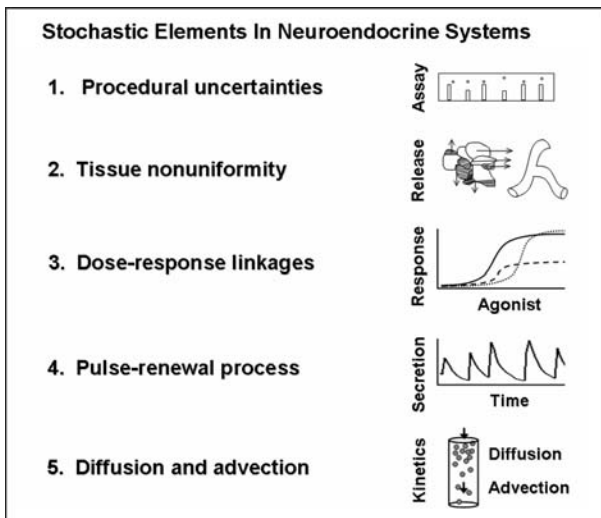 Stochastic Elements In Neuroendocrine Systems
1. Procedural uncertainties
Assay
2. Tissue nonuniformity
Release
3. Dose-response linkages
Response
Agonist
4. Pulse-renewal process
Secretion
Time
5. Diffusion and advection
Kinetics
Diffusion
Advection